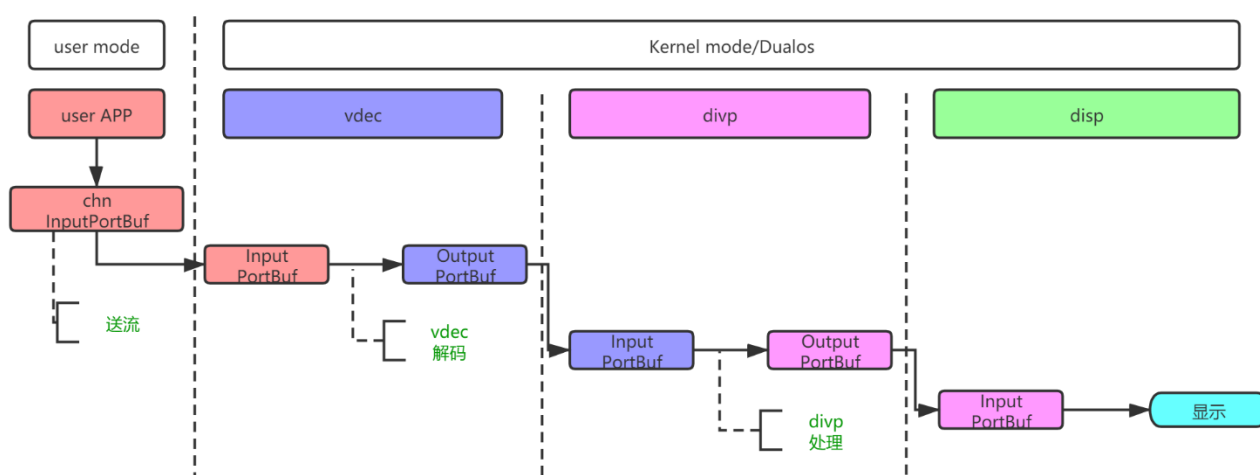 user mode
Kernel mode/Dualos
user APP
vdec
divp
disp
chn
InputPortBuf
Input
PortBuf
Output
PortBuf
送流
vdec
解码
Input
PortBuf
Output
PortBuf
divp
处理
Input
PortBuf
显示